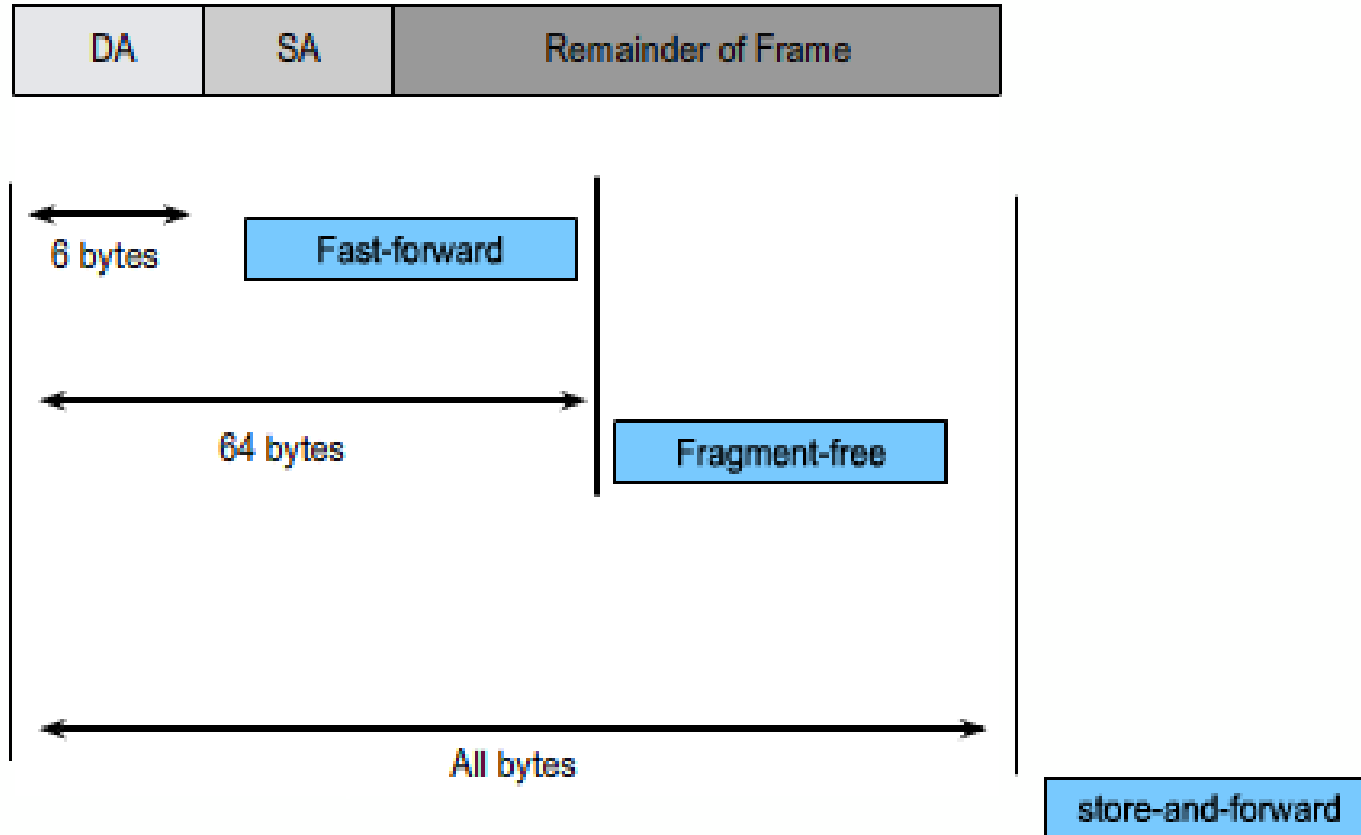 DA SA Remainder of Frame
6 bytes
Fast-forward
64 bytes
Fragment-free
All bytes
store-and-forward